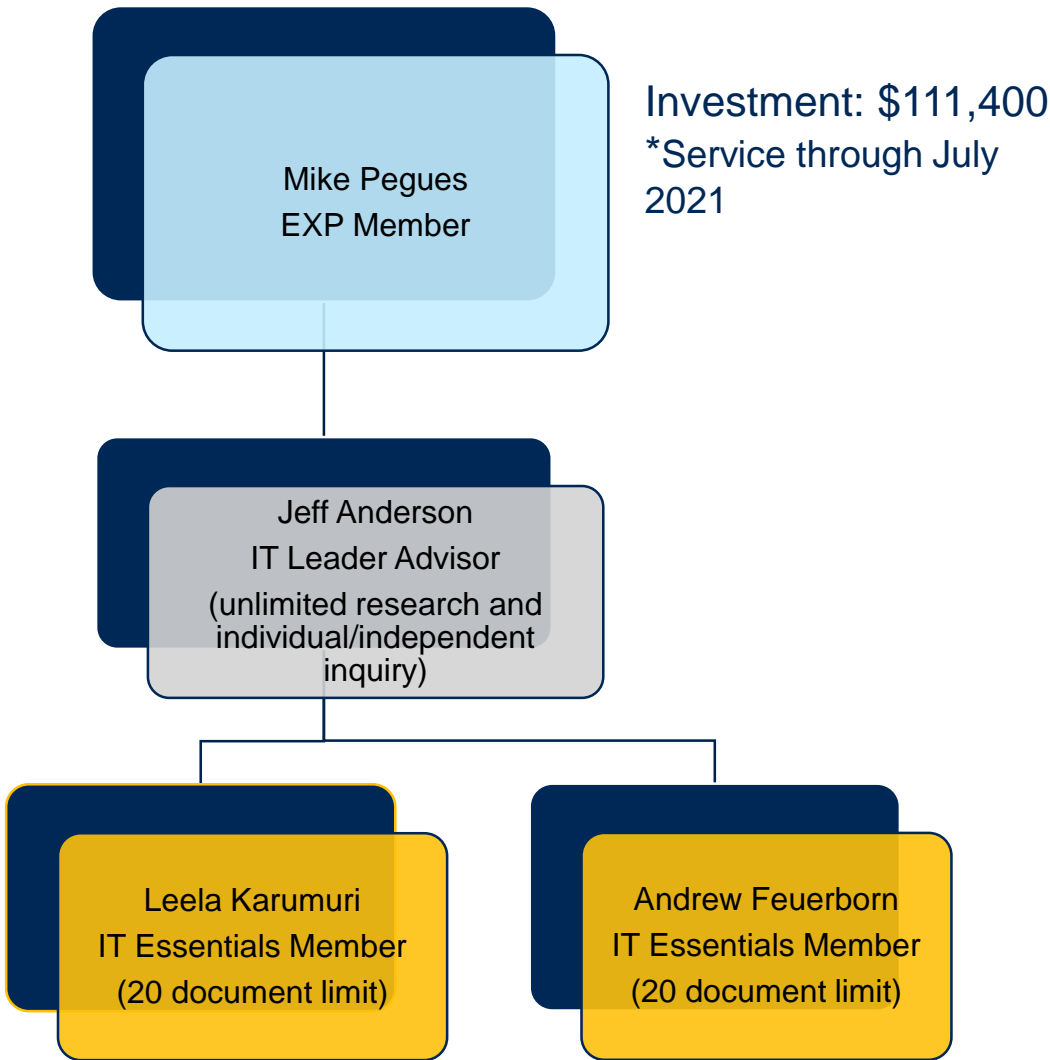 Investment: $111,400
*Service through July
2021
Mike Pegues
EXP Member
Jeff Anderson
IT Leader Advisor
(unlimited research and
individual/independent
inquiry)
Leela Karumuri
IT Essentials Member
(20 document limit)
Andrew Feuerborn
IT Essentials Member
(20 document limit)